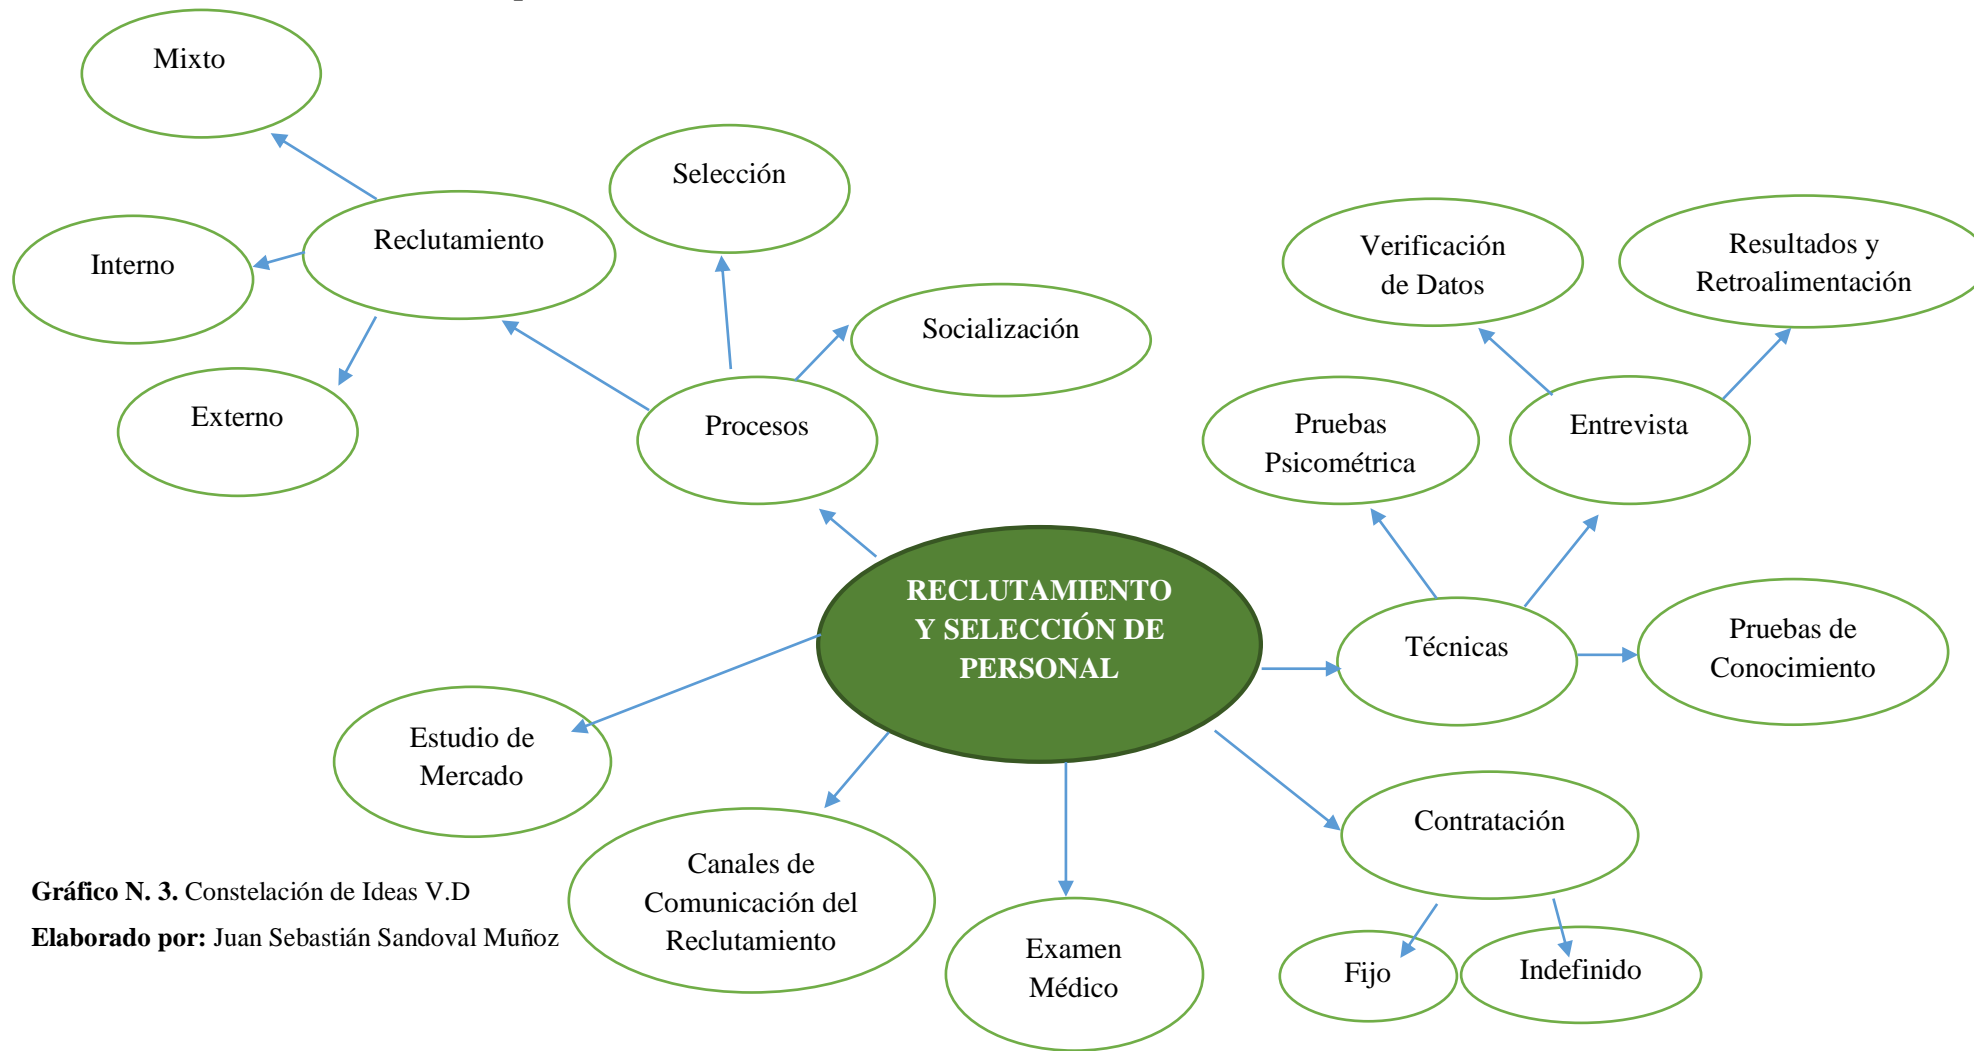 Mixto
Selección
Reclutamiento
Interno
Verificación
de Datos
Resultados y
Retroalimentación
Socialización
Externo
Procesos
Pruebas
Psicométrica
Entrevista
RECLUTAMIENTO
Y SELECCIÓN DE
PERSONAL
Técnicas
Pruebas de
Conocimiento
Estudio de
Mercado
Contratación
Canales de
Comunicación del
Reclutamiento
Examen
Médico
Fijo
Indefinido
Gráfico N. 3. Constelación de Ideas V.D
Elaborado por: Juan Sebastián Sandoval Muñoz